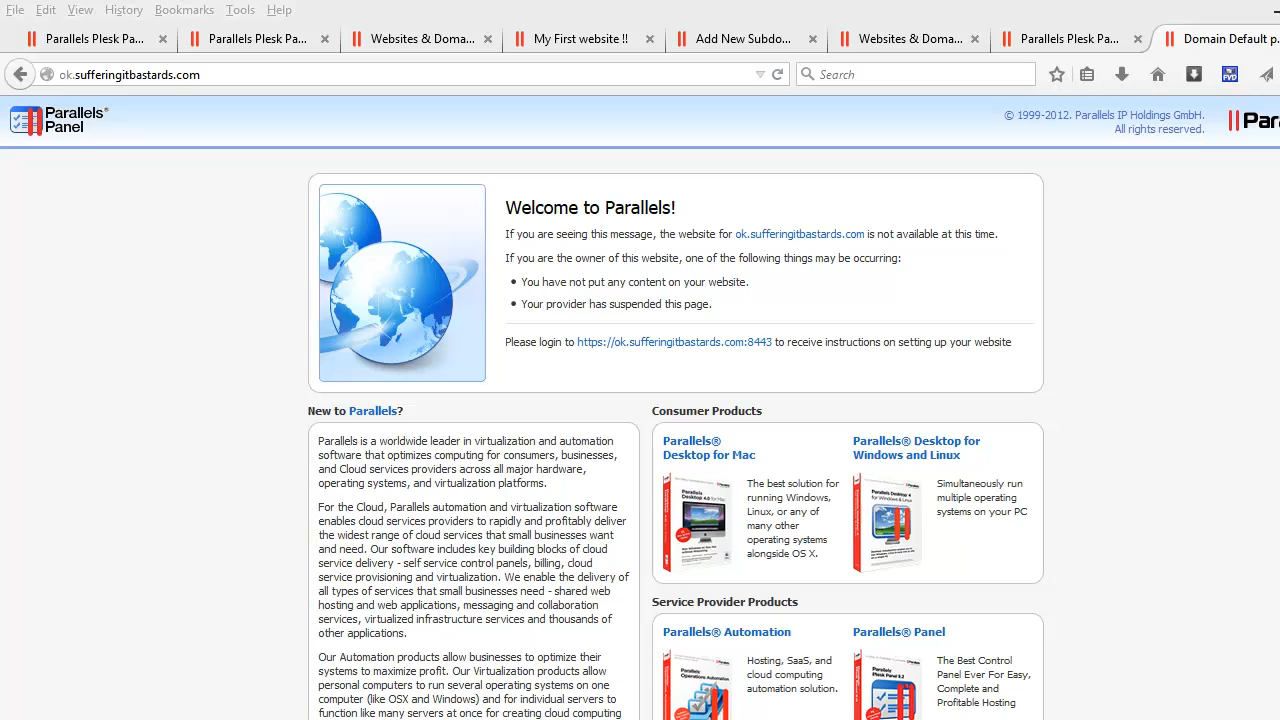 File Edit View History Bookmarks Tools Help
Parallels Plesk Pa... Parallels Plesk Pa... Websites & Doma... My First website !! Add New Subdo... Websites & Doma... Parallels Plesk Pa... Domain Default p.
ok.sufferingitbastards.com
Search
Parallels®
Panel
© 1999-2012. Parallels IP Holdings GmbH.
All rights reserved.
Para
Welcome to Parallels!
If you are seeing this message, the website for ok.sufferingitbastards.com is not available at this time.
If you are the owner of this website, one of the following things may be occurring:
You have not put any content on your website.
Your provider has suspended this page.
Please login to https://ok.sufferingitbastards.com:8443 to receive instructions on setting up your website
New to Parallels?
Parallels is a worldwide leader in virtualization and automation
software that optimizes computing for consumers, businesses,
and Cloud services providers across all major hardware,
operating systems, and virtualization platforms.
For the Cloud, Parallels automation and virtualization software
enables cloud services providers to rapidly and profitably deliver
the widest range of cloud services that small businesses want
and need. Our software includes key building blocks of cloud
service delivery - self service control panels, billing, cloud
service provisioning and virtualization. We enable the delivery of
all types of services that small businesses need - shared web
hosting and web applications, messaging and collaboration
services, virtualized infrastructure services and thousands of
other applications.
Our Automation products allow businesses to optimize their
systems to maximize profit. Our Virtualization products allow
personal computers to run several operating systems on one
computer (like OSX and Windows) and for individual servers to
function like many servers at once for creating cloud computing
Consumer Products
Parallels®
Desktop for Mac
The best solution for
running Windows,
Linux, or any of
many other
operating systems
alongside OS X.
Parallels® Desktop for
Windows and Linux
Simultaneously run
multiple operating
systems on your PC
Service Provider Products
Parallels® Automation
Hosting, SaaS, and
cloud computing
automation solution.
Parallels® Panel
The Best Control
Panel Ever For Easy,
Complete and
Profitable Hosting